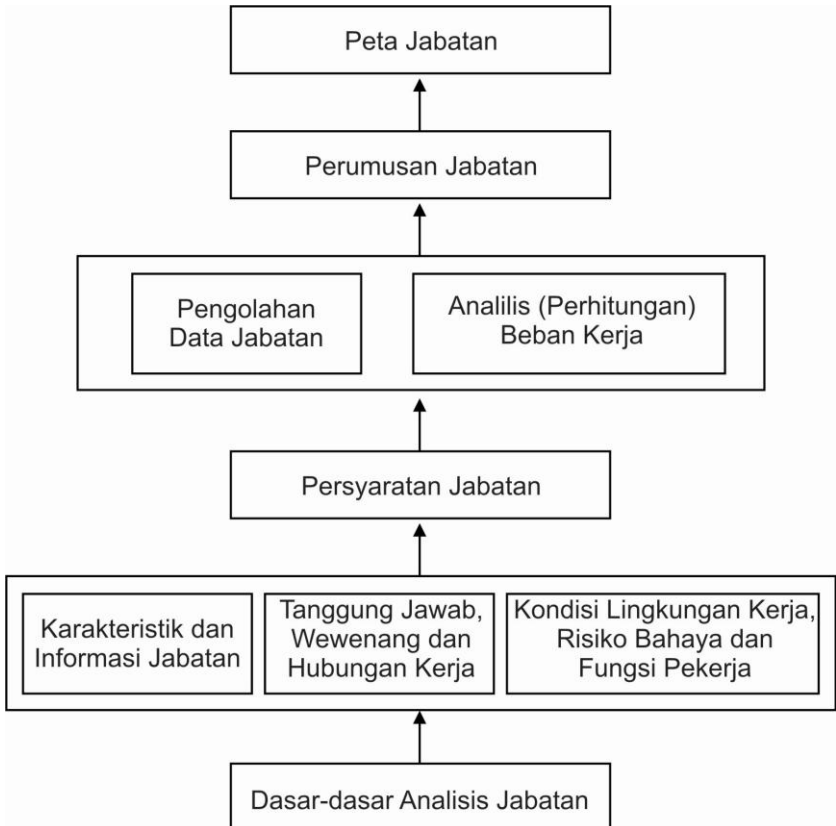 Peta Jabatan
Perumusan Jabatan
Pengolahan
Data Jabatan
Analilis (Perhitungan)
Beban Kerja
Persyaratan Jabatan
Karakteristik dan
Informasi Jabatan
Tanggung Jawab,
Wewenang dan
Hubungan Kerja
Kondisi Lingkungan Kerja,
Risiko Bahaya dan
Fungsi Pekerja
Dasar-dasar Analisis Jabatan